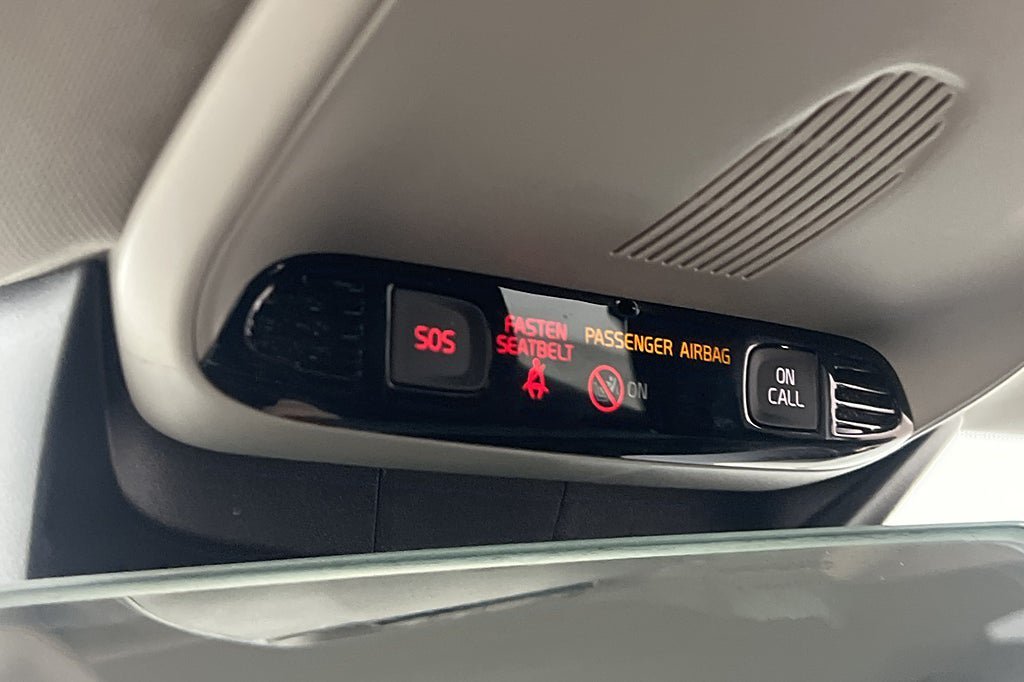 SOS
FASTEN
SEATBELT
PASSENGER AIRBAG
ON
ON
CALL